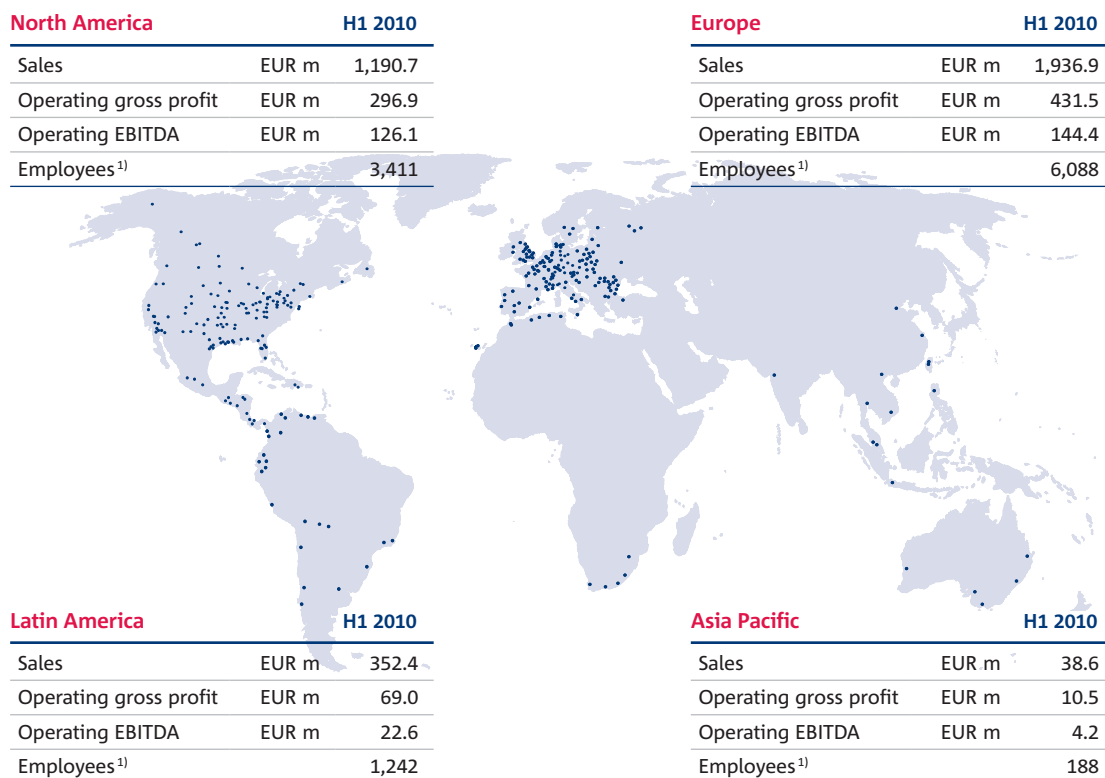 North America H1 2010
Sales EUR m 1,190.7
Operating gross profit EUR m 296.9
Operating EBITDA EUR m 126.1
Employees 1) 3,411
Europe H1 2010
Sales EUR m 1,936.9
Operating gross profit EUR m 431.5
Operating EBITDA EUR m 144.4
Employees 1) 6,088
Latin America H1 2010
Sales EUR m 352.4
Operating gross profit EUR m 69.0
Operating EBITDA EUR m 22.6
Employees 1) 1,242
Asia Pacific H1 2010
Sales EUR m 38.6
Operating gross profit EUR m 10.5
Operating EBITDA EUR m 4.2
Employees 1) 188